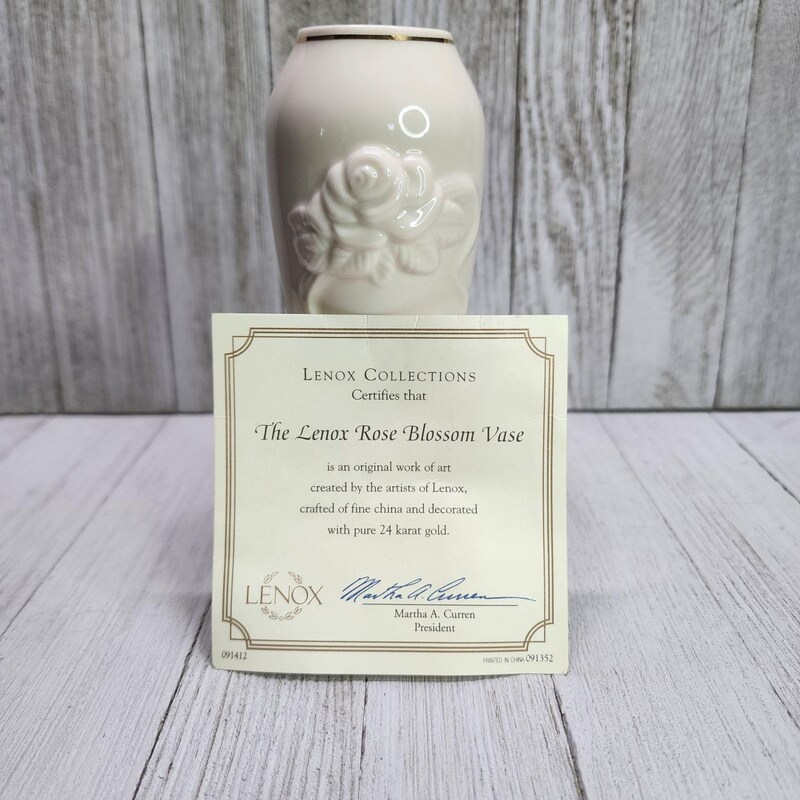 LENOX COLLECTIONS
Certifies that
The Lenox Rose Blossom Vase
is an original work of art
created by the artists of Lenox,
crafted of fine china and decorated
with pure 24 karat gold.
LENOX
Martha A. Curren
Martha A. Curren
President
091412
PRINTED IN CHINA 091352